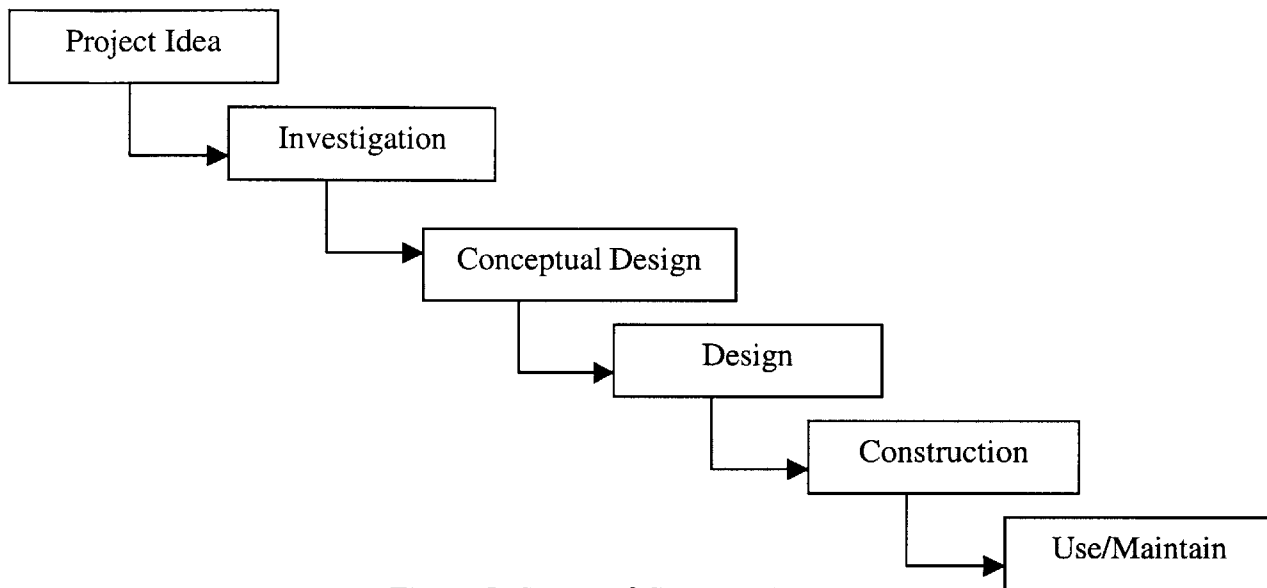 Project Idea
Investigation
Conceptual Design
Design
Construction
Use/Maintain